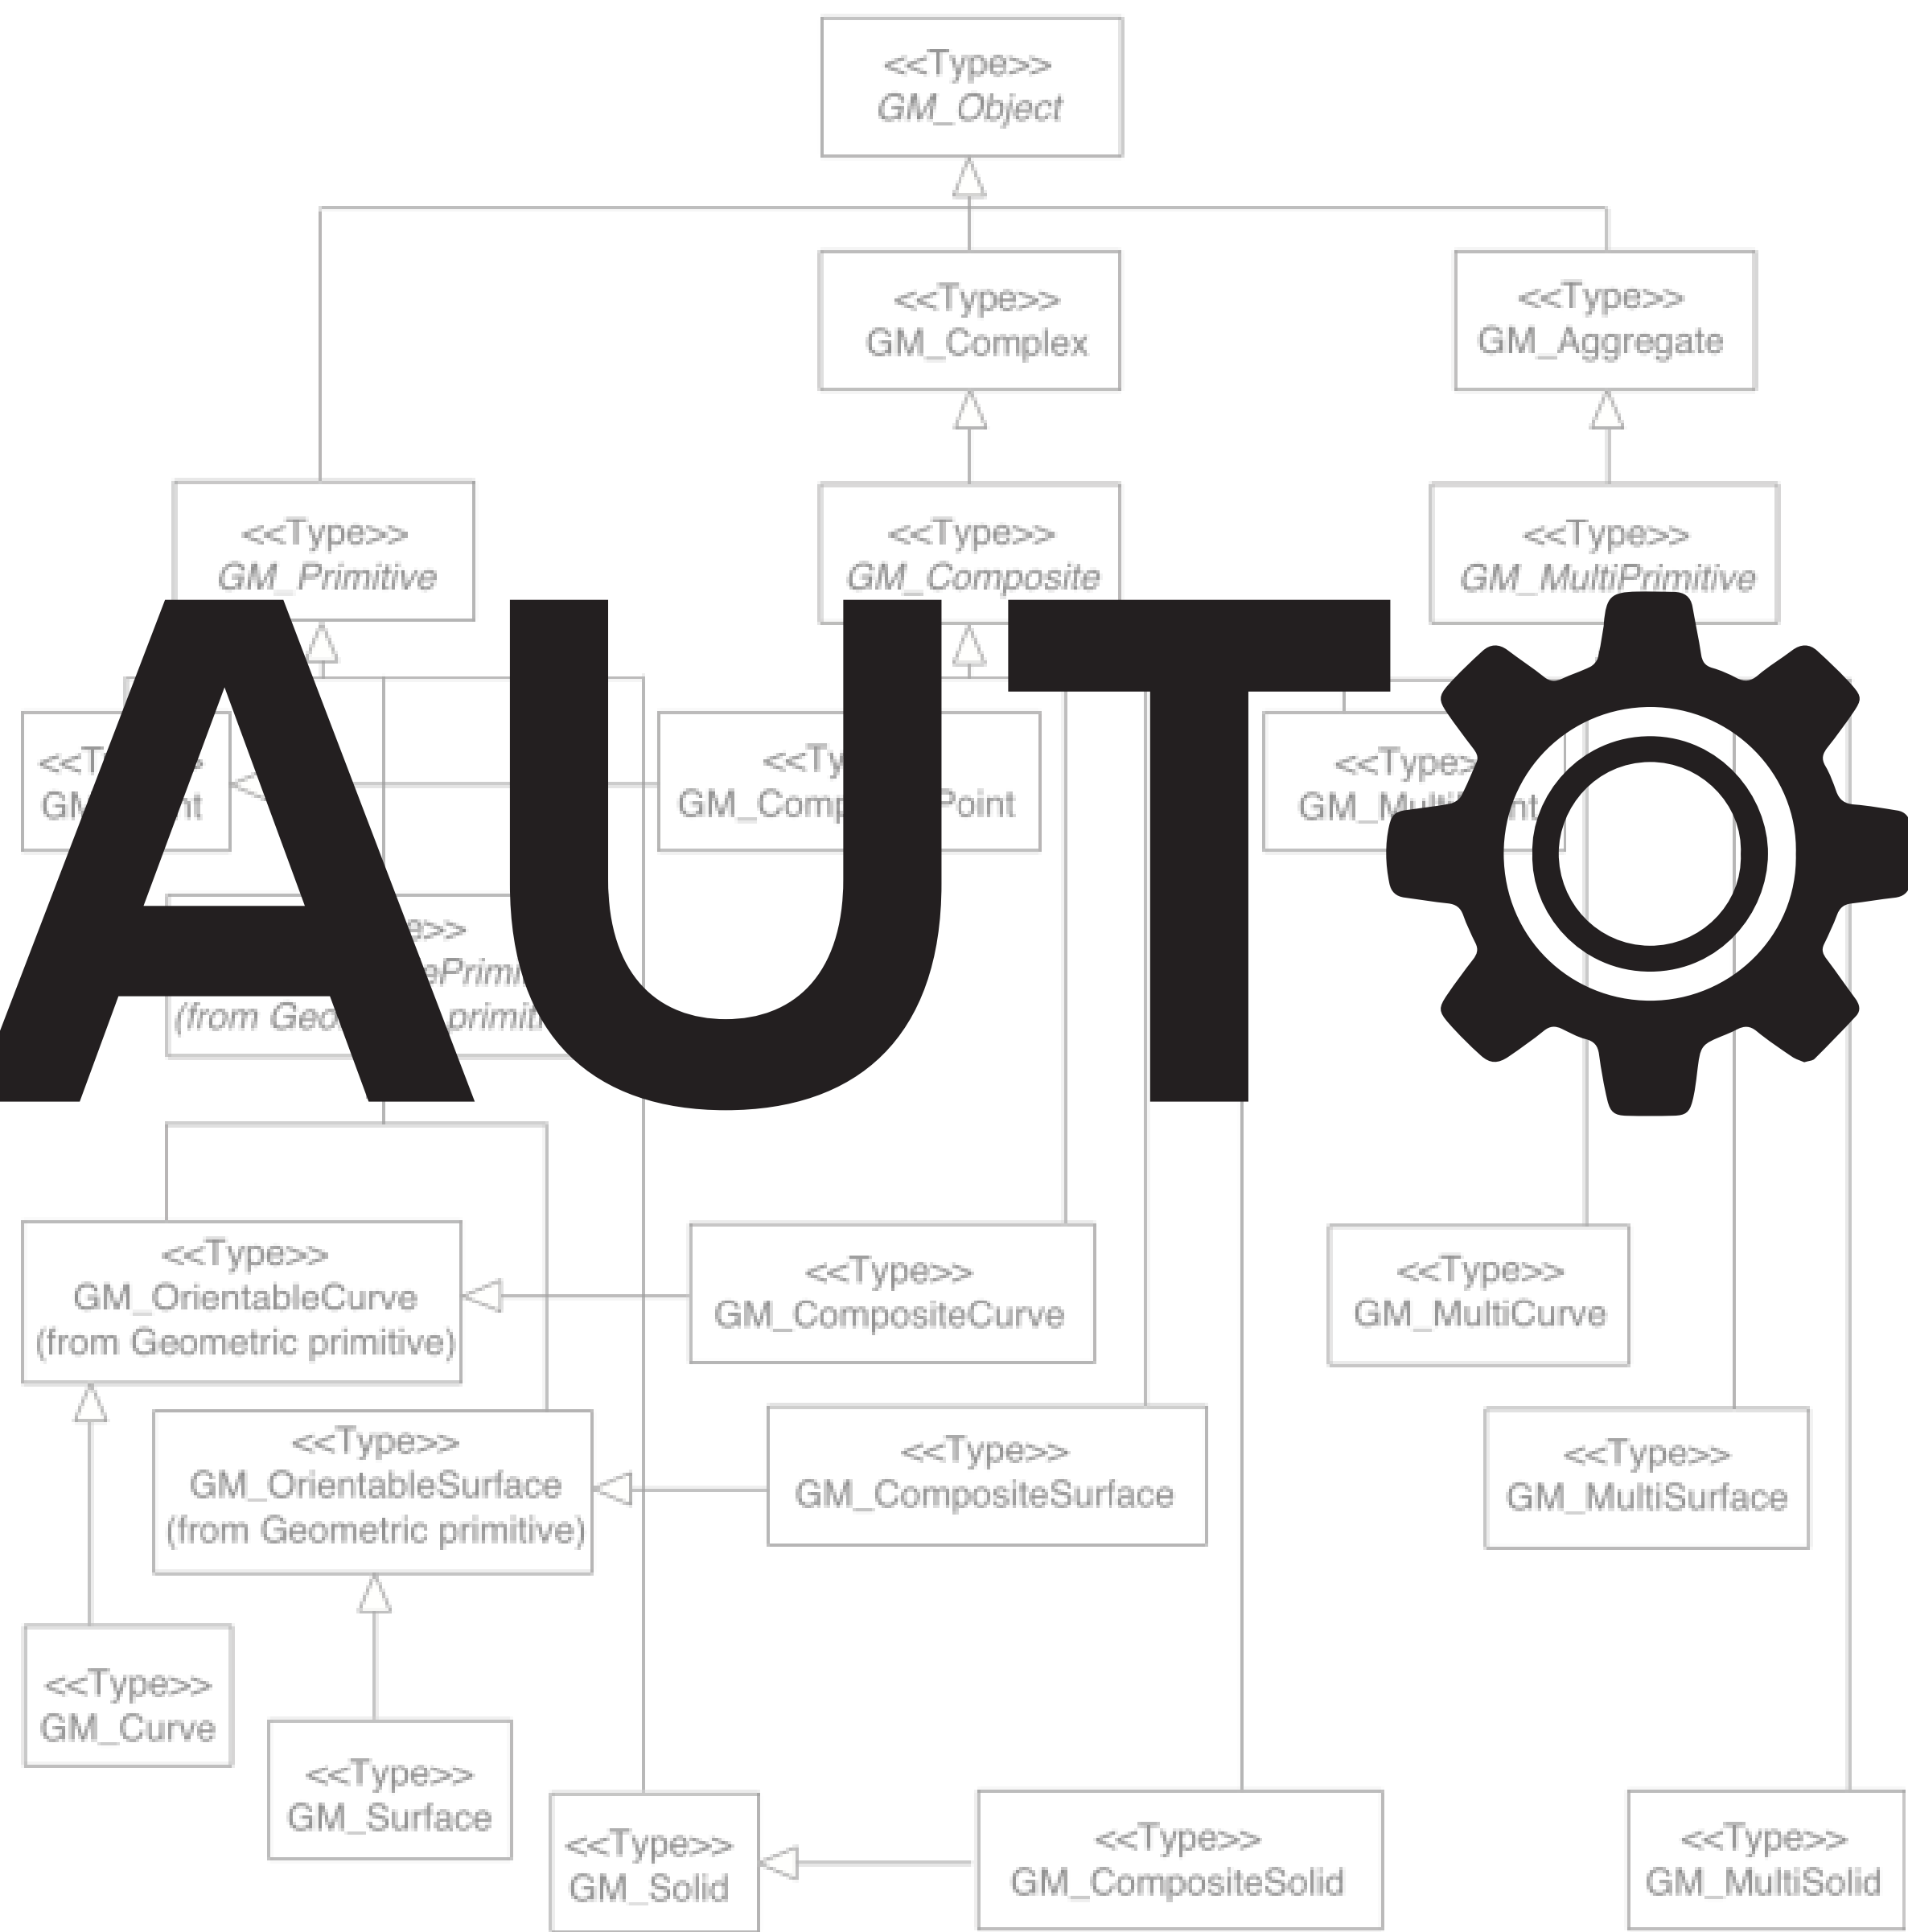 <<Type>>
GM_Object
<<Type>>
GM_Complex
<<Type>>
GM_Aggregate
<<Type>>
GM_Primitive
<<Type>>
GM_Composite
<<Type>>
GM_MultiPrimitive
AUTO
(from
<<Type>>
GM_OrientableCurve
(from Geometric primitive)
<<Type>>
GM_CompositeCurve
<<Type>>
GM_MultiCurve
<<Type>>
GM_OrientableSurface
(from Geometric primitive)
<<Type>>
GM_CompositeSurface
<<Type>>
GM_MultiSurface
<<Type>>
GM_Curve
<<Type>>
GM_Surface
<<Type>>
GM_Solid
<<Type>>
GM_CompositeSolid
<<Type>>
GM_MultiSolid